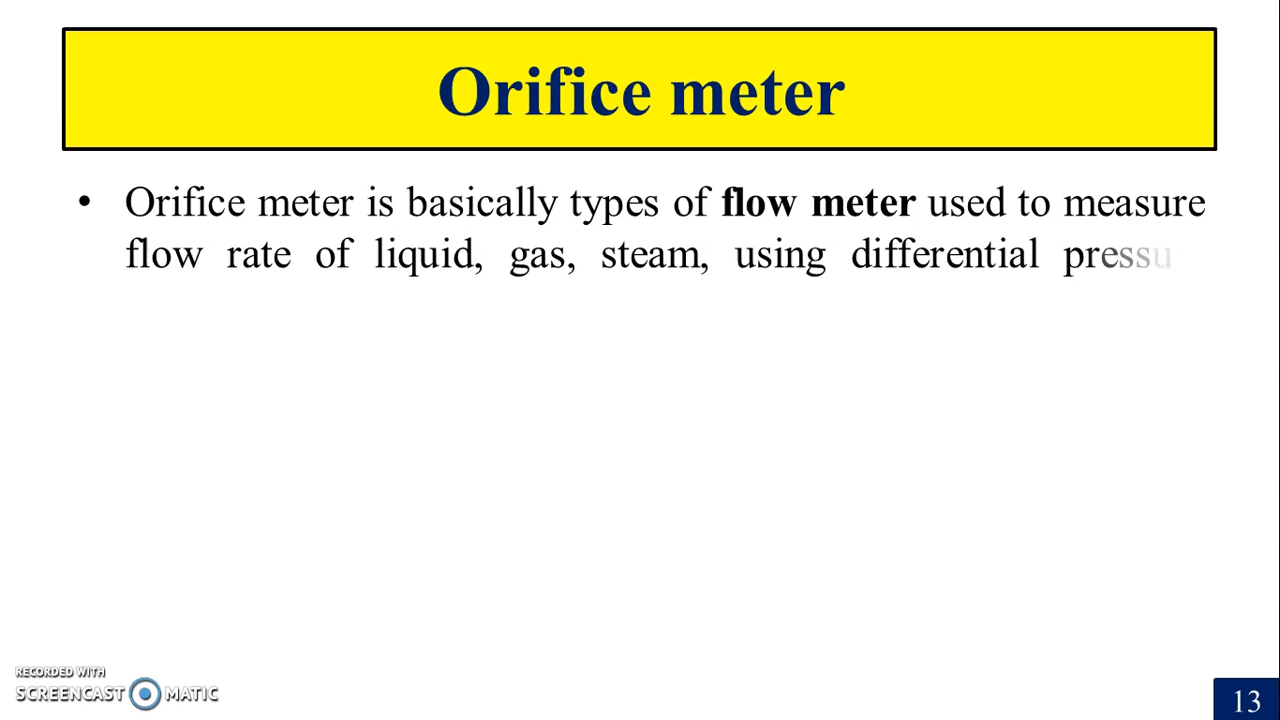 Orifice meter
• Orifice meter is basically types of flow meter used to measure
flow rate of liquid, gas, steam, using differential pressu
RECORDED WITH
SCREENCAST MATIC
13